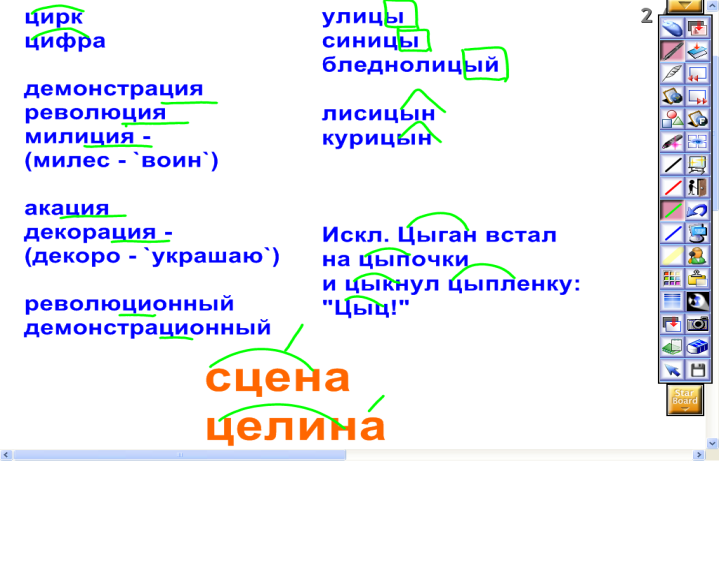 цирк
цифра
демонстрация
революция
милиция -
(милес - `воин`)
акация
декорация -
(декоро - `украшаю`)
революционный
демонстрационный
улицы
синицы
бледнолицый
лисицын
курицын
Искл. Цыган встал
на цыпочки
и цыкнул цыпленку:
"Цыц!"
сцена
целина
2
Star
Board